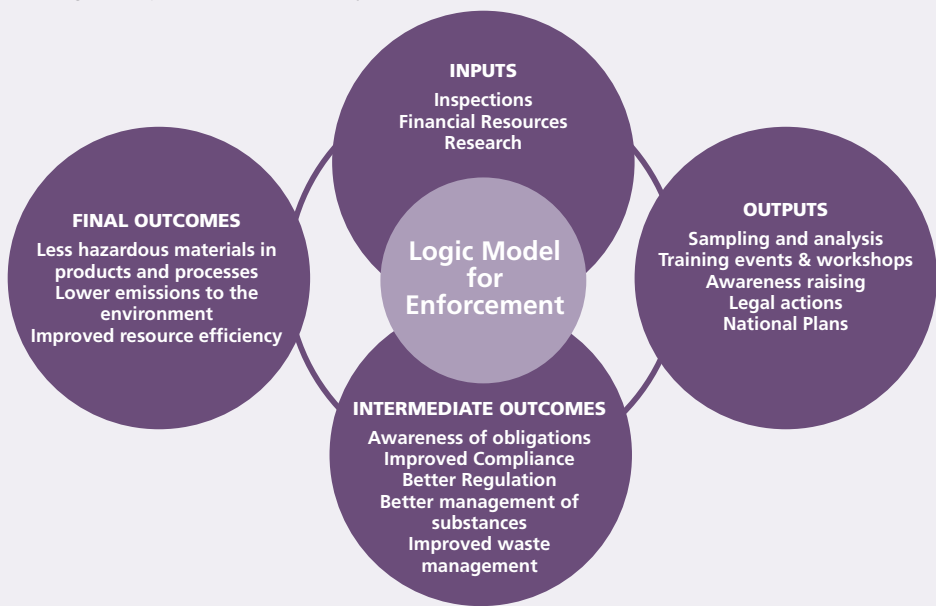 INPUTS
Inspections
Financial Resources
Research
OUTPUTS
Sampling and analysis
Training events & workshops
Awareness raising
Legal actions
National Plans
INTERMEDIATE OUTCOMES
Awareness of obligations
Improved Compliance
Better Regulation
Better management of
substances
Improved waste
management
FINAL OUTCOMES
Less hazardous materials in
products and processes
Lower emissions to the
environment
Improved resource efficiency
Logic Model
for
Enforcement